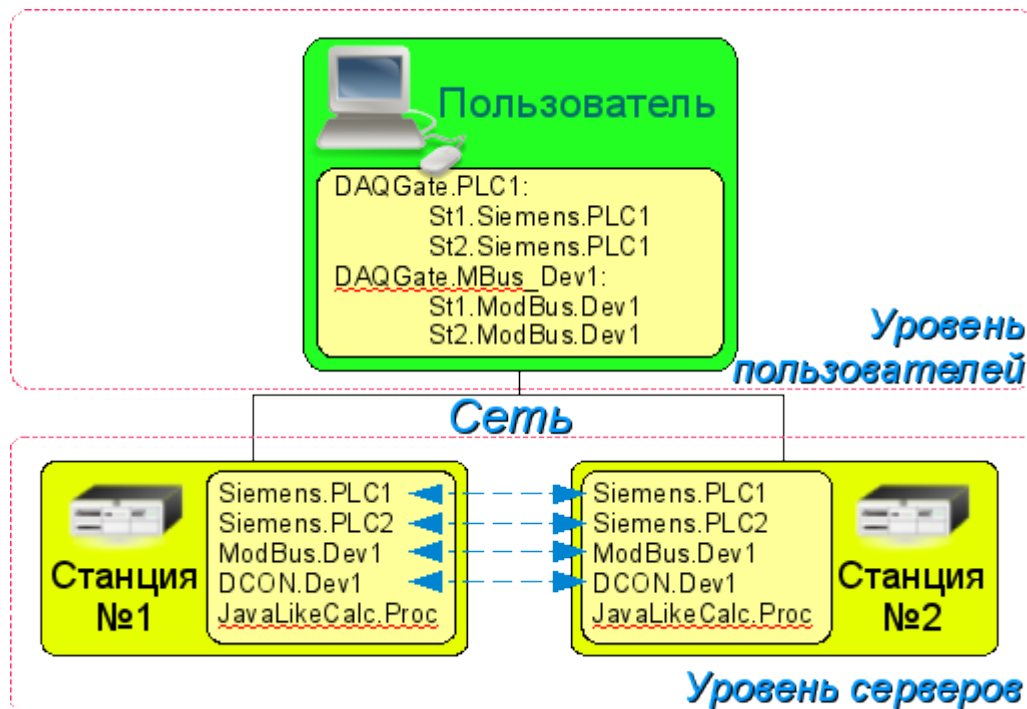 Пользователь
DAQGate.PLC1:
St1.Siemens.PLC1
St2.Siemens.PLC1
DAQGate.MBus_Dev1:
St1.ModBus.Dev1
St2.ModBus.Dev1
Уровень
пользователей
Сеть
Станция
№1
Siemens.PLC1
Siemens.PLC2
ModBus.Dev1
DCON.Dev1
JavaLikeCalc.Proc
Siemens.PLC1
Siemens.PLC2
ModBus.Dev1
DCON.Dev1
JavaLikeCalc.Proc
Станция
№2
Уровень серверов